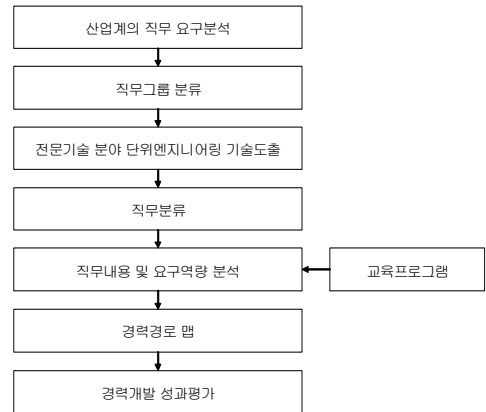 산업계의 직무 요구분석
직무그룹 분류
전문기술 분야 단위엔지니어링 기술도출
직무분류
직무내용 및 요구역량 분석
교육프로그램
경력경로 맵
경력개발 성과평가